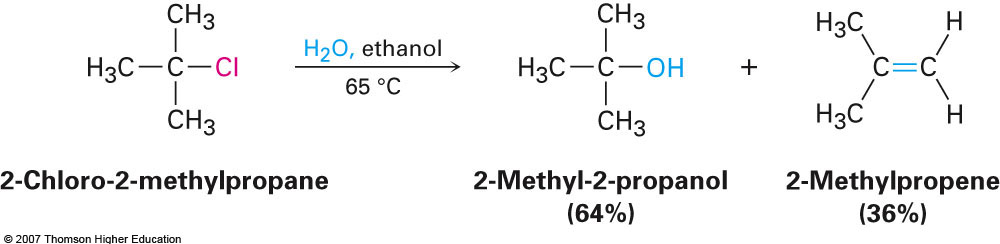 CH3
H3C—C—Cl
CH3
H2O, ethanol
65 °C
CH3
H3C—C—OH
CH3
+
H3C
H
C=C
H3C
H
2-Chloro-2-methylpropane
2-Methyl-2-propanol
(64%)
2-Methylpropene
(36%)
© 2007 Thomson Higher Education